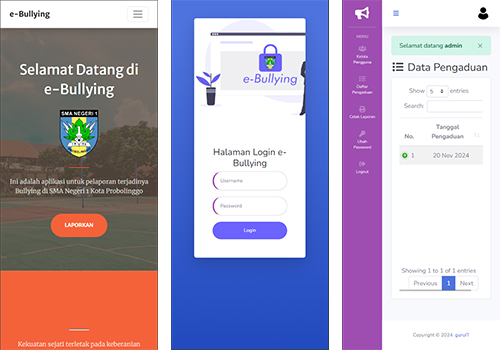 e-Bullying
Selamat Datang di
e-Bullying
SMA NEGERI 1
Ini adalah aplikasi untuk pelaporan terjadinya
Bullying di SMA Negeri 1 Kota Probolinggo
LAPORKAN
Kekuatan sejati terletak pada keberanian
e-Bullying
Halaman Login e-
Bullying
Username
Password
Login
MENU
Kelola
Pengguna
Daftar
Pengaduan
Cetak Laporan
Ubah
Password
Logout
Selamat datang admin
Data Pengaduan
Show 5 entries
Search:
No.
Tanggal
Pengaduan
1 20 Nov 2024
Showing 1 to 1 of 1 entries
Previous 1 Next
Copyright © 2024 guruIT